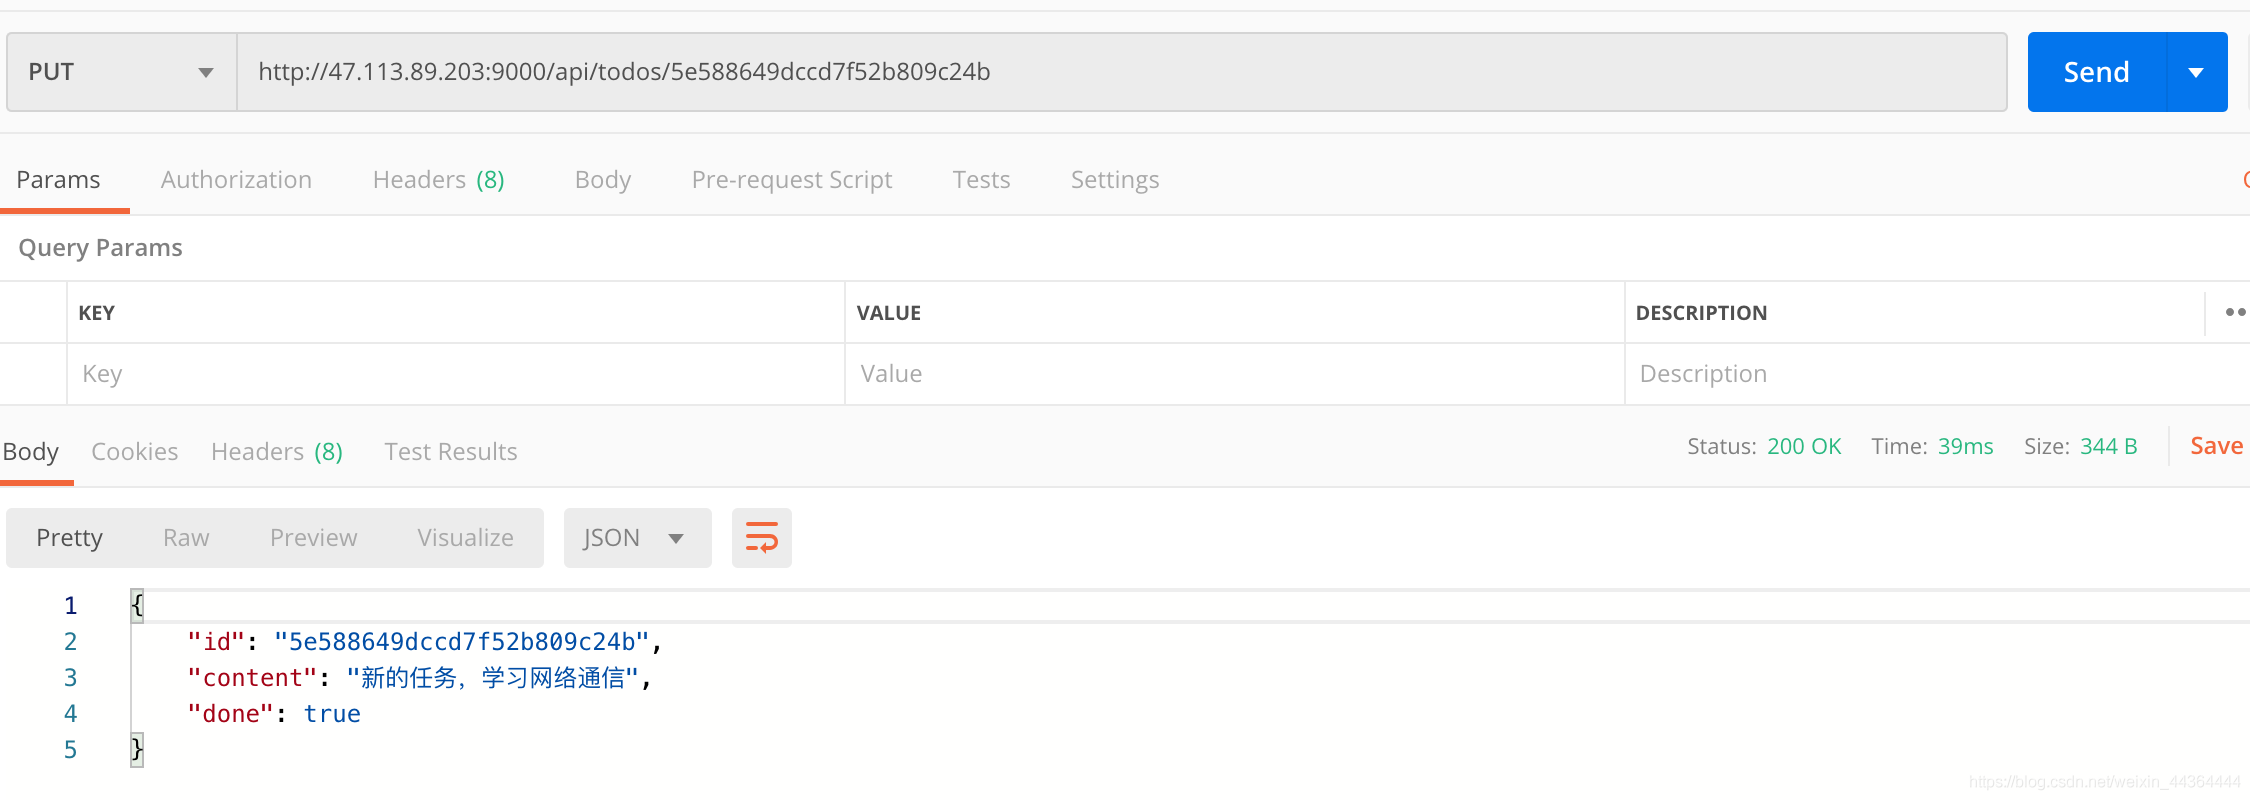 PUT http://47.113.89.203:9000/api/todos/5e588649dccd7f52b809c24b Send
Params Authorization Headers (8) Body Pre-request Script Tests Settings
Query Params
KEY VALUE DESCRIPTION
Key Value Description
Body Cookies Headers (8) Test Results Status: 200 OK Time: 39ms Size: 344 B Save
Pretty Raw Preview Visualize JSON
1 {
2 "id": "5e588649dccd7f52b809c24b",
3 "content": "新的任务，学习网络通信",
4 "done": true
5 }
https://blog.csdn.net/weixin_44364444